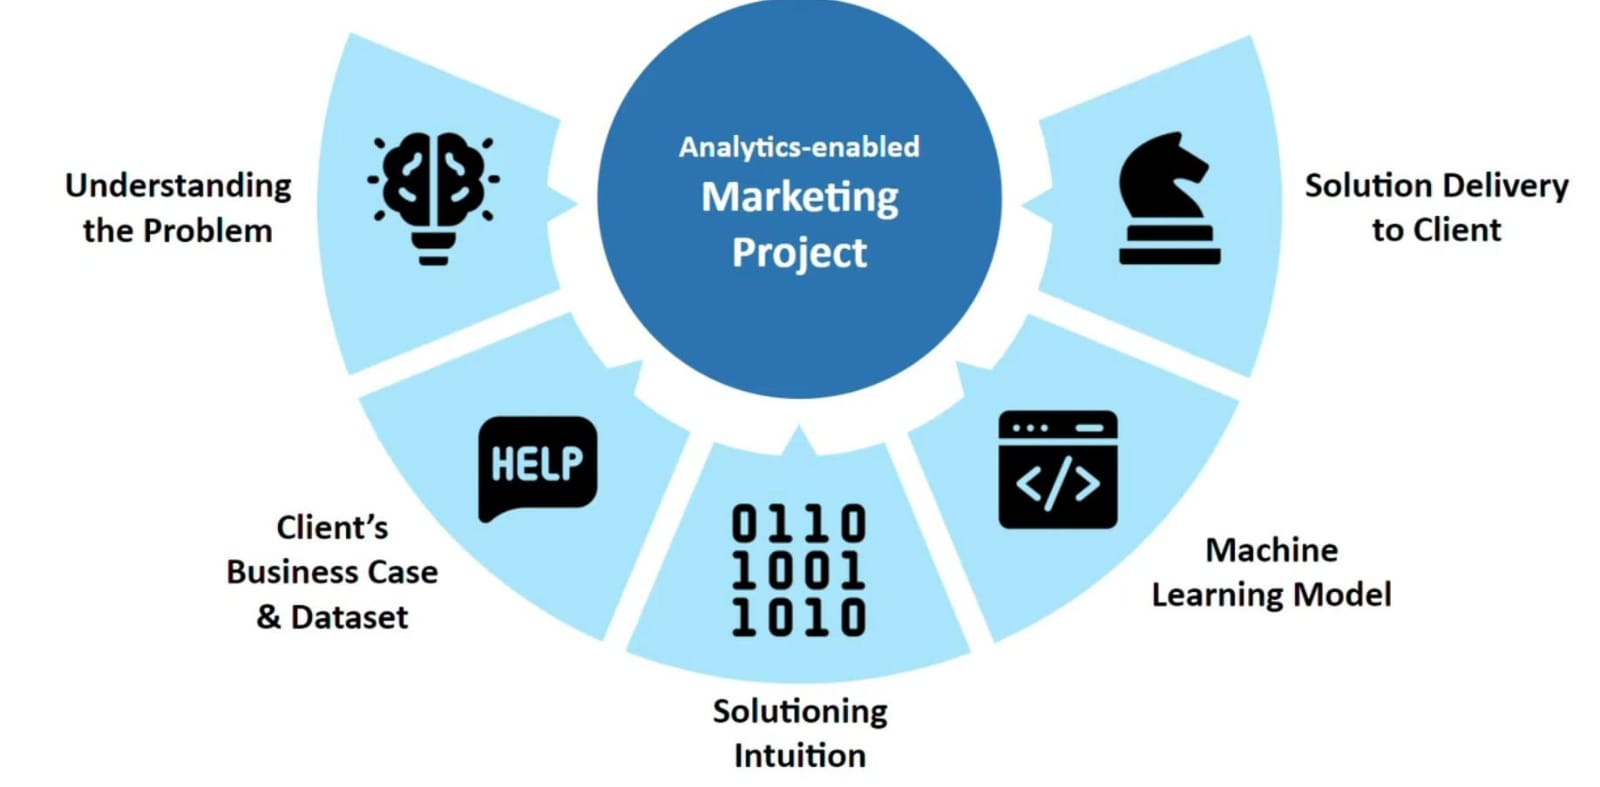 Analytics-enabled
Marketing
Project
Understanding
the Problem
HELP
Client’s
Business Case
& Dataset
0110
1001
1010
Solutioning
Intuition
</>
Machine
Learning Model
Solution Delivery
to Client